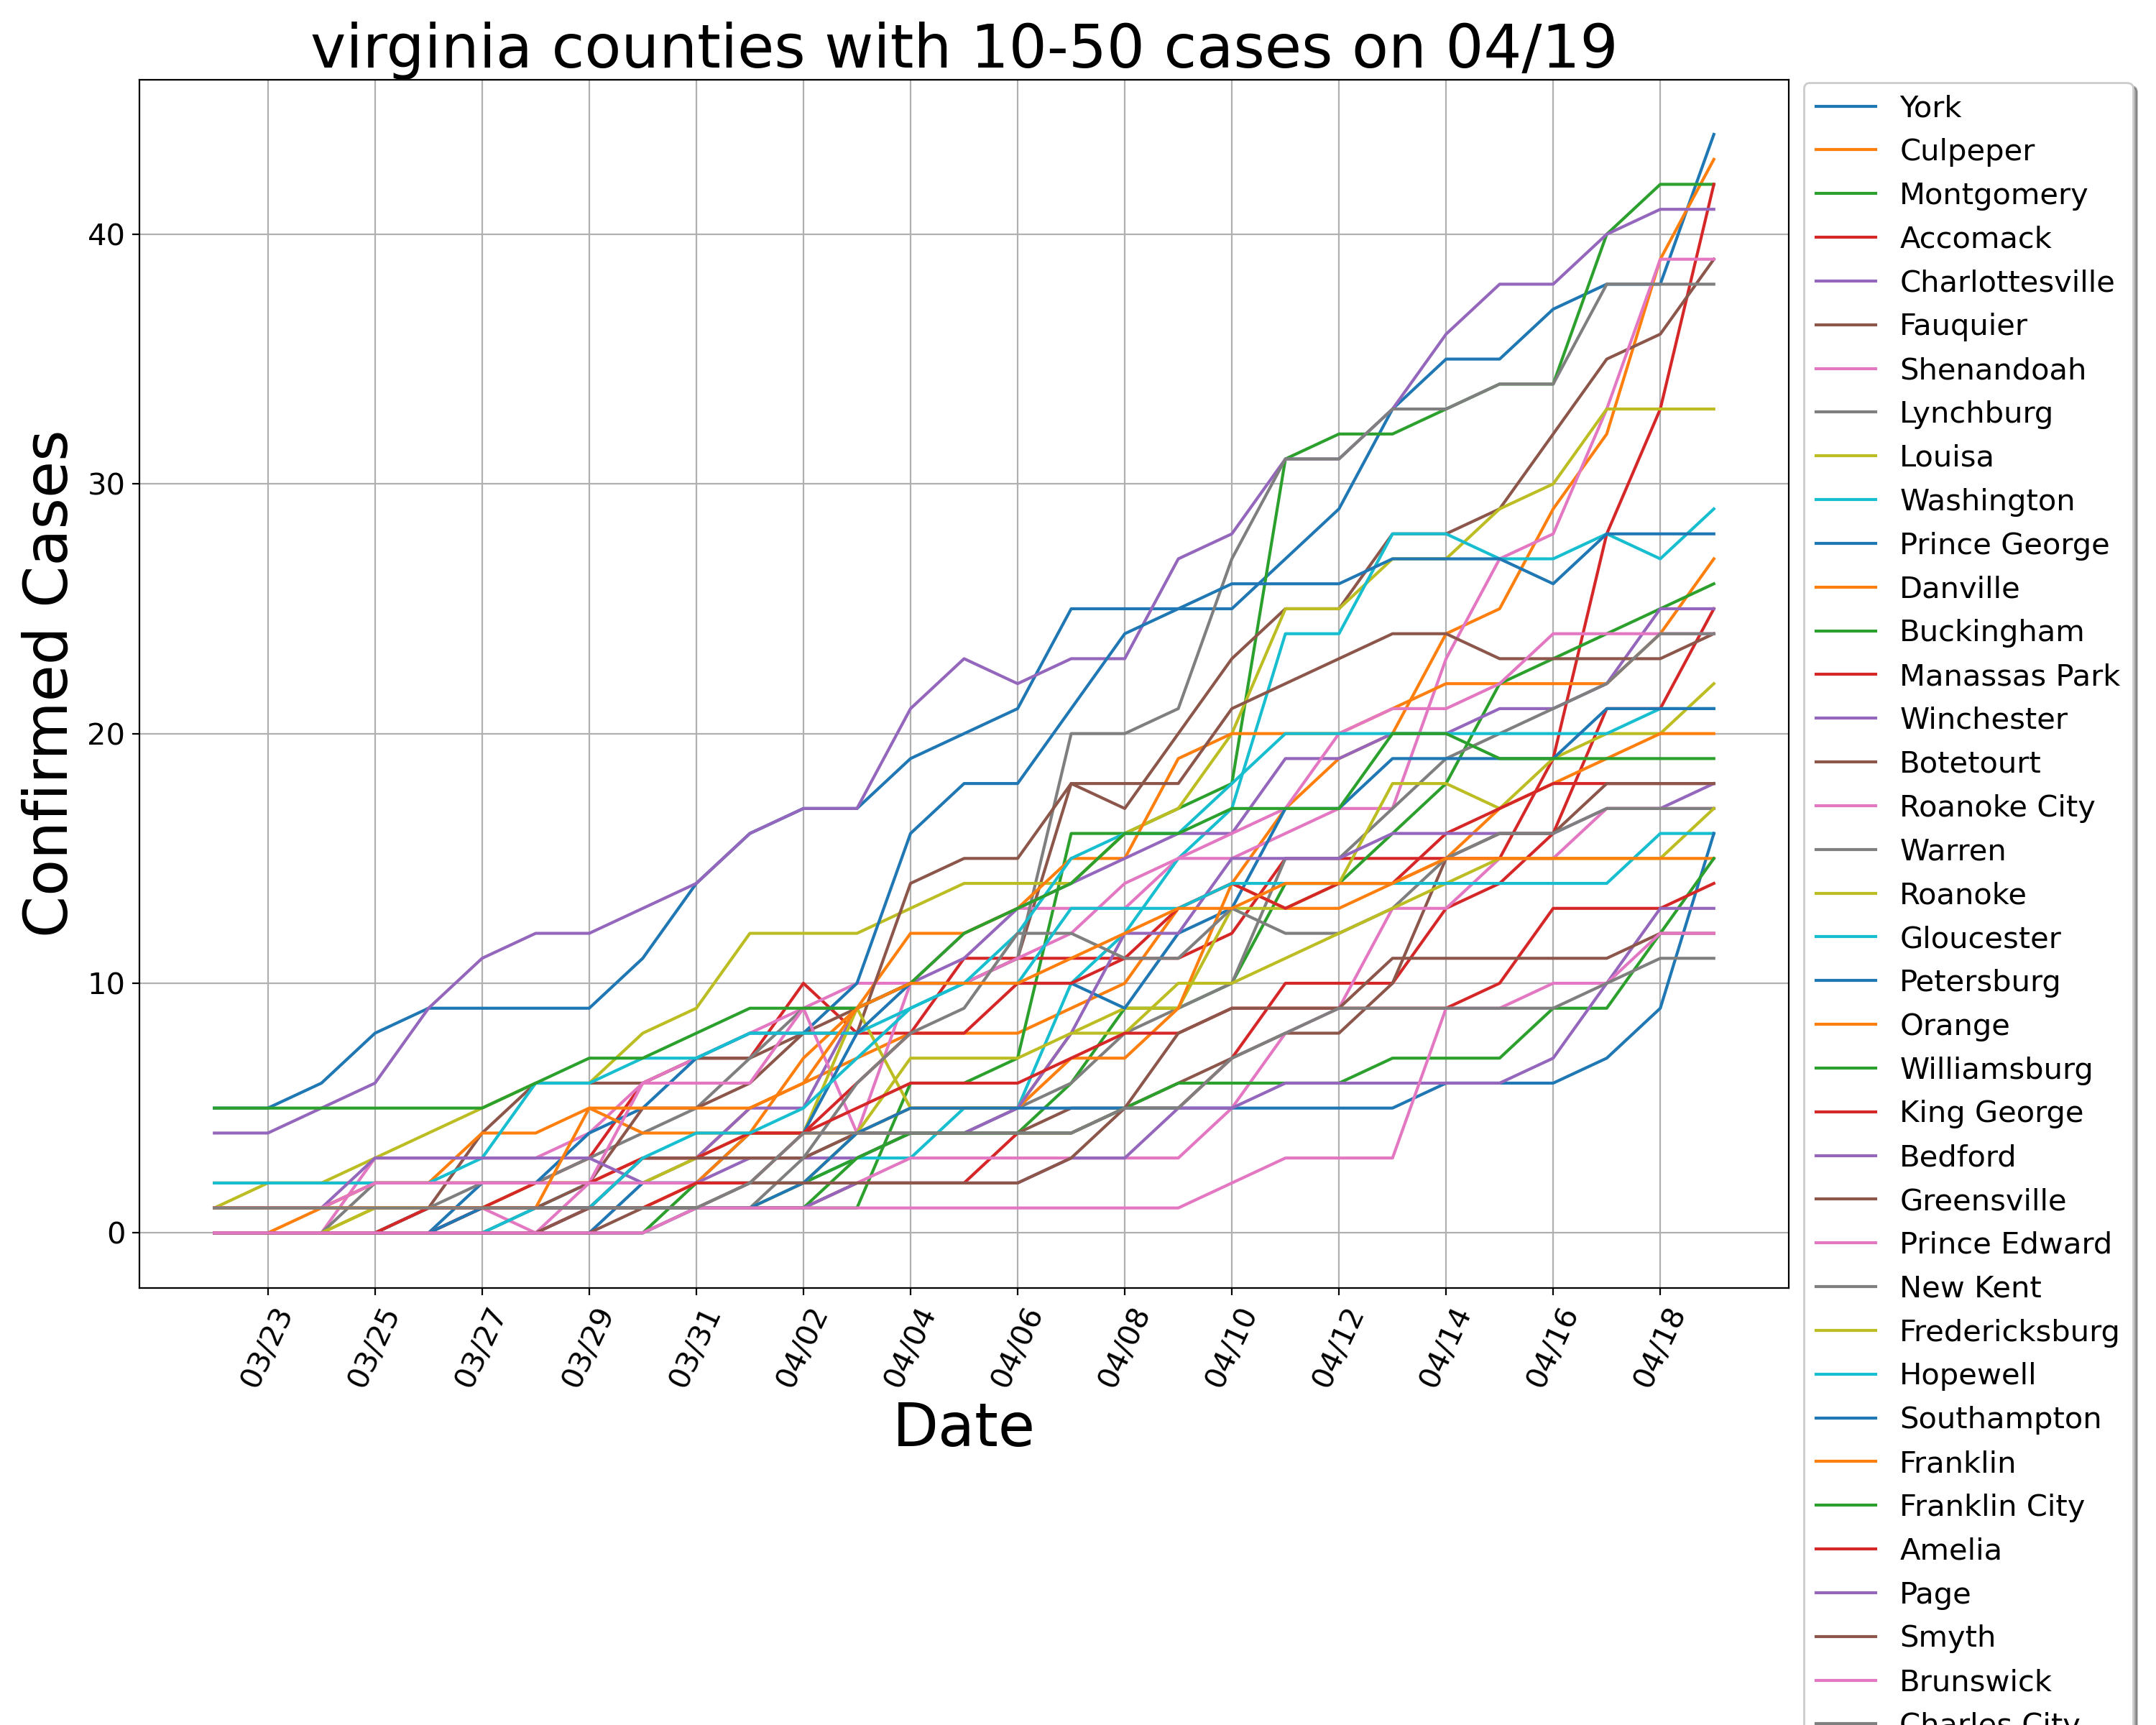 virginia counties with 10-50 cases on 04/19
Confirmed Cases
40
30
20
10
0
03/23
03/25
03/27
03/29
03/31
04/02
04/04
04/06
04/08
04/10
04/12
04/14
04/16
04/18
Date
York
Culpeper
Montgomery
Accomack
Charlottesville
Fauquier
Shenandoah
Lynchburg
Louisa
Washington
Prince George
Danville
Buckingham
Manassas Park
Winchester
Botetourt
Roanoke City
Warren
Roanoke
Gloucester
Petersburg
Orange
Williamsburg
King George
Bedford
Greensville
Prince Edward
New Kent
Fredericksburg
Hopewell
Southampton
Franklin
Franklin City
Amelia
Page
Smyth
Brunswick
Charles City